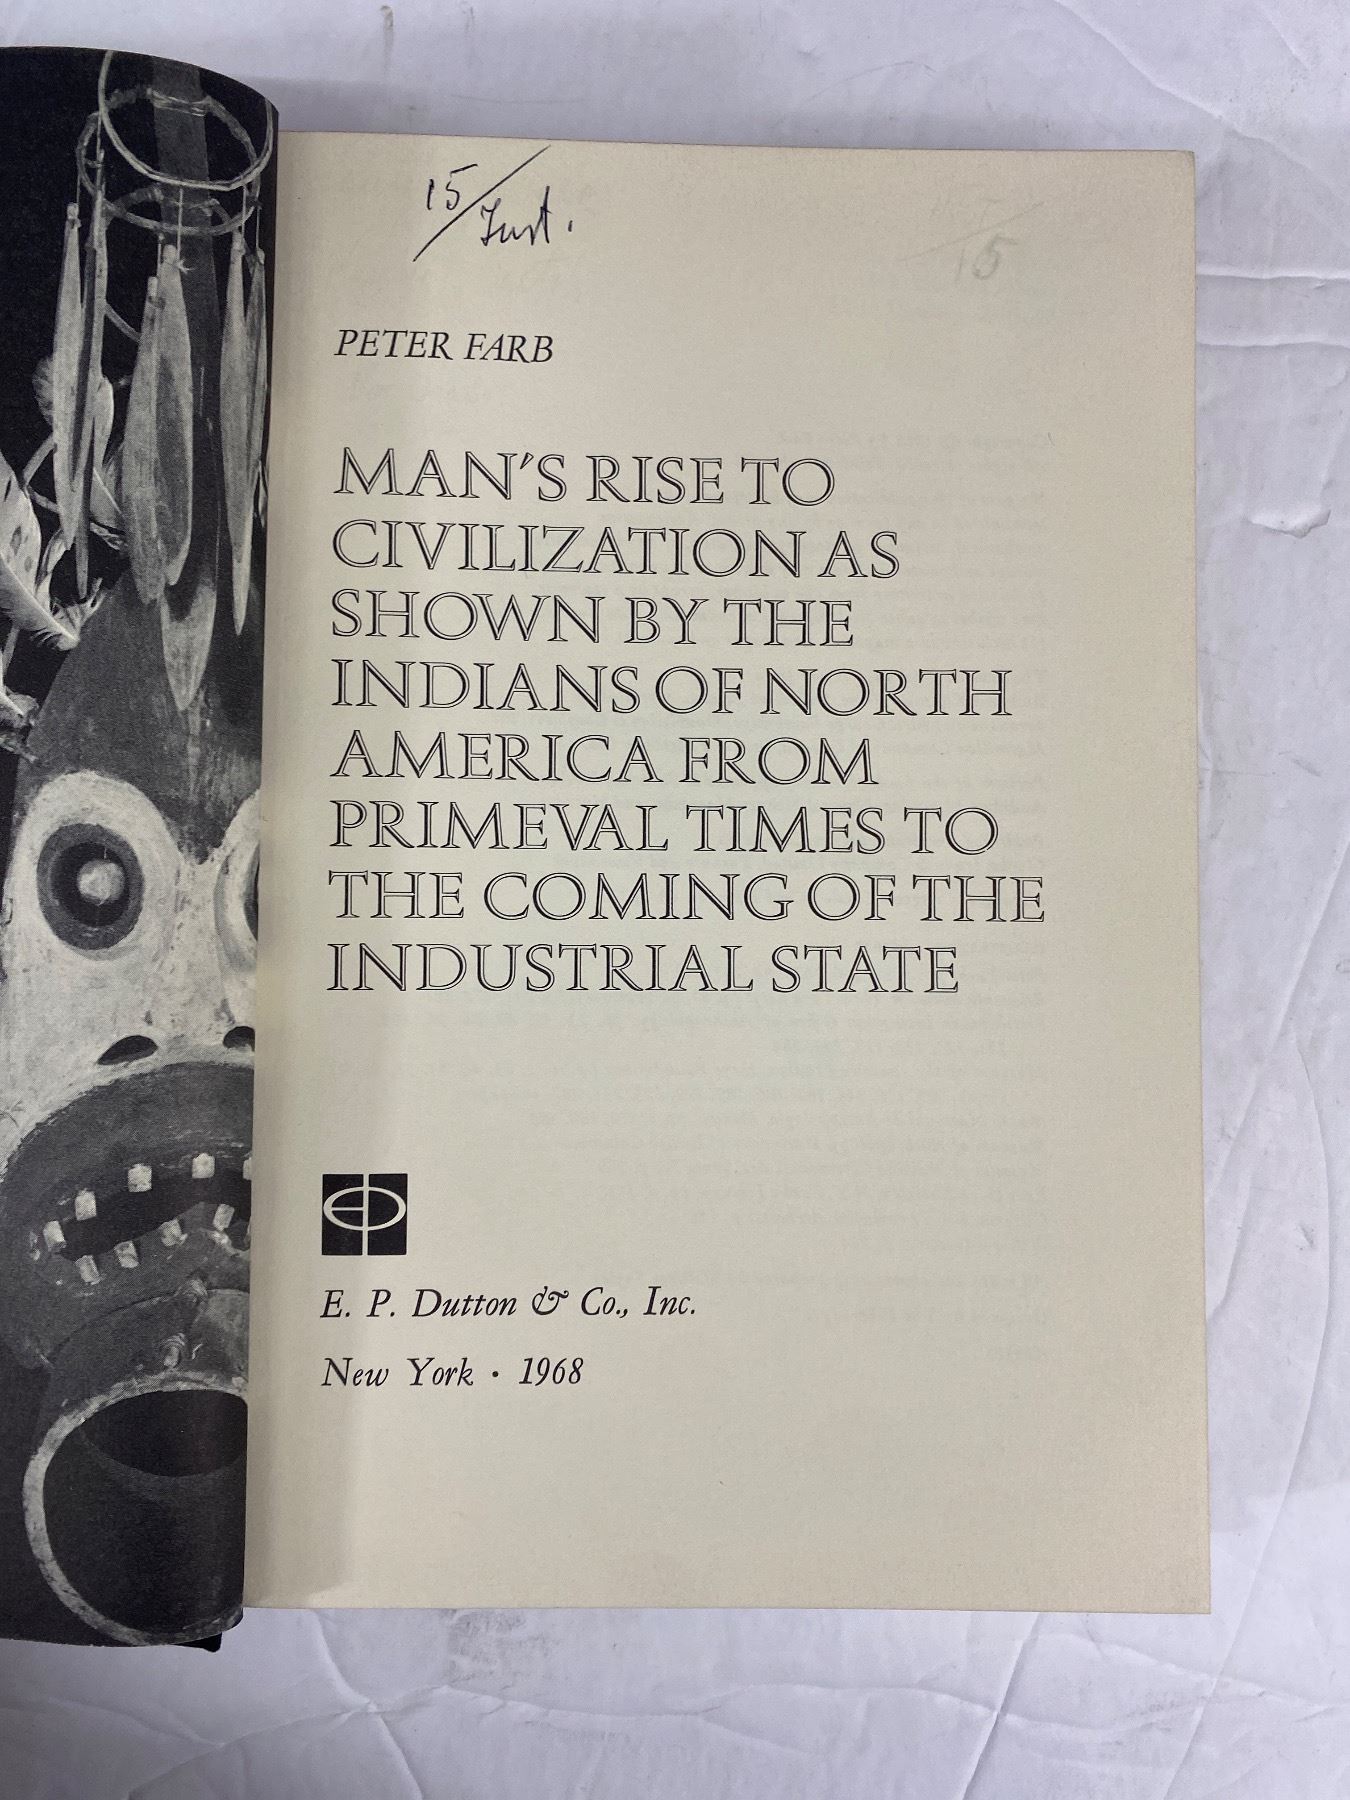 15/
PETER FARB
MAN'S RISE TO
CIVILIZATION AS
SHOWN BY THE
INDIANS OF NORTH
AMERICA FROM
PRIMEVAL TIMES TO
THE COMING OF THE
INDUSTRIAL STATE
E. P. Dutton & Co., Inc.
New York · 1968